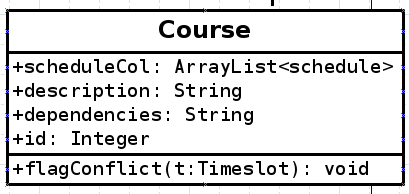 Course
+scheduleCol: ArrayList<schedule>
+description: String
+dependencies: String
+id: Integer
+flagConflict(t:Timeslot): void